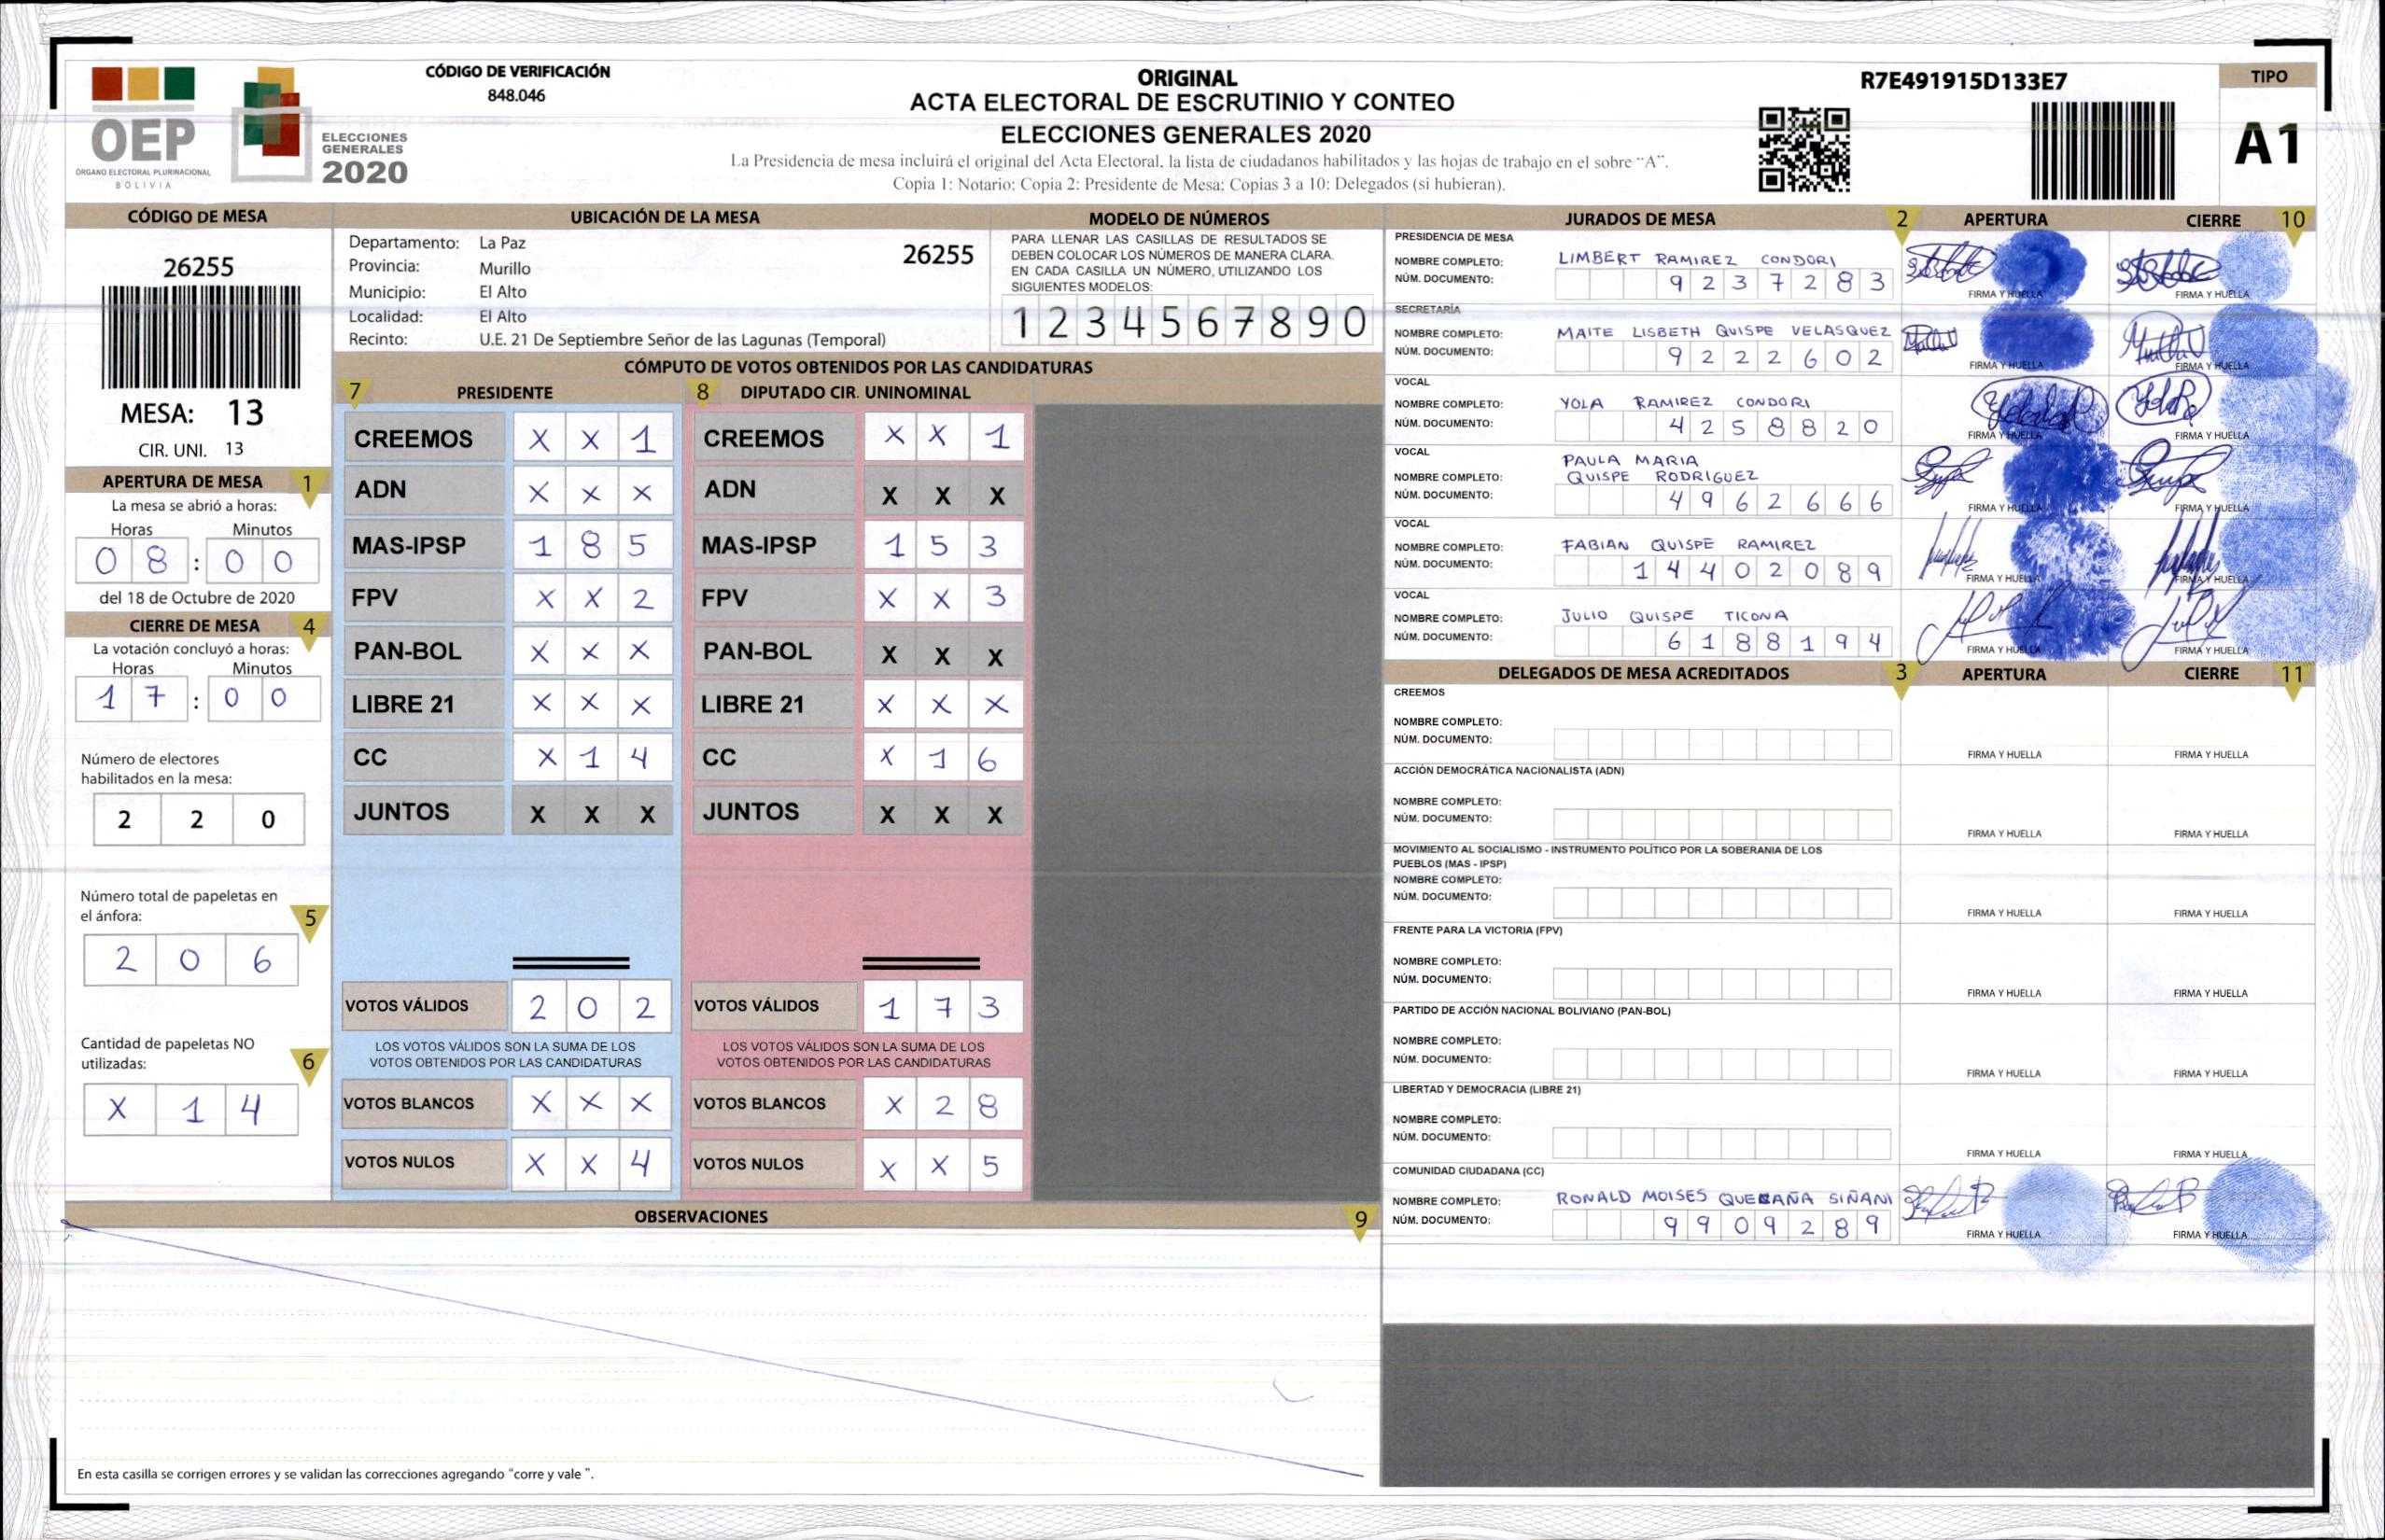 OEP
ÓRGANO ELECTORAL PLURINACIONAL
BOLIVIA
ELECCIONES
GENERALES
2020
CÓDIGO DE VERIFICACIÓN
848.046
ORIGINAL
ACTA ELECTORAL DE ESCRUTINIO Y CONTEO
ELECCIONES GENERALES 2020
La Presidencia de mesa incluirá el original del Acta Electoral, la lista de ciudadanos habilitados y las hojas de trabajo en el sobre "A".
Copia 1: Notario; Copia 2: Presidente de Mesa; Copias 3 a 10: Delegados (si hubieran).
R7E491915D133E7
TIPO
A1
CÓDIGO DE MESA
26255
MESA: 13
CIR. UNI. 13
APERTURA DE MESA 1
La mesa se abrió a horas:
Horas Minutos
0 8 : 0 0
del 18 de Octubre de 2020
CIERRE DE MESA 4
La votación concluyó a horas:
Horas Minutos
1 7 : 0 0
Número de electores
habilitados en la mesa:
2 2 0
Número total de papeletas en
el ánfora:
5
2 0 6
Cantidad de papeletas NO
utilizadas:
6
X 1 4
UBICACIÓN DE LA MESA
Departamento: La Paz
26255
Provincia: Murillo
Municipio: El Alto
Localidad: El Alto
Recinto: U.E. 21 De Septiembre Señor de las Lagunas (Temporal)
MODELO DE NÚMEROS
PARA LLENAR LAS CASILLAS DE RESULTADOS SE
DEBEN COLOCAR LOS NÚMEROS DE MANERA CLARA.
EN CADA CASILLA UN NÚMERO, UTILIZANDO LOS
SIGUIENTES MODELOS:
1 2 3 4 5 6 7 8 9 0
CÓMPUTO DE VOTOS OBTENIDOS POR LAS CANDIDATURAS
7 PRESIDENTE
CREEMOS X X 1
ADN X X X
MAS-IPSP 1 8 5
FPV X X 2
PAN-BOL X X X
LIBRE 21 X X X
CC X 1 4
JUNTOS X X X
VOTOS VÁLIDOS 2 0 2
LOS VOTOS VÁLIDOS SON LA SUMA DE LOS
VOTOS OBTENIDOS POR LAS CANDIDATURAS
VOTOS BLANCOS X X X
VOTOS NULOS X X 4
8 DIPUTADO CIR. UNINOMINAL
CREEMOS X X 1
ADN X X X
MAS-IPSP 1 5 3
FPV X X 3
PAN-BOL X X X
LIBRE 21 X X X
CC X 1 6
JUNTOS X X X
VOTOS VÁLIDOS 1 7 3
LOS VOTOS VÁLIDOS SON LA SUMA DE LOS
VOTOS OBTENIDOS POR LAS CANDIDATURAS
VOTOS BLANCOS X 2 8
VOTOS NULOS X X 5
OBSERVACIONES 9
En esta casilla se corrigen errores y se validan las correcciones agregando "corre y vale ".
JURADOS DE MESA 2 APERTURA CIERRE 10
PRESIDENCIA DE MESA
NOMBRE COMPLETO: LIMBERT RAMIREZ CONDORI
NÚM. DOCUMENTO: 9 2 3 7 2 8 3
FIRMA Y HUELLA FIRMA Y HUELLA
SECRETARÍA
NOMBRE COMPLETO: MAITE LISBETH QUISPE VELASQUEZ
NÚM. DOCUMENTO: 9 2 2 2 6 0 2
FIRMA Y HUELLA FIRMA Y HUELLA
VOCAL
NOMBRE COMPLETO: YOLA RAMIREZ CONDORI
NÚM. DOCUMENTO: 4 2 5 8 8 2 0
FIRMA Y HUELLA FIRMA Y HUELLA
VOCAL
PAULA MARIA
NOMBRE COMPLETO: QUISPE RODRIGUEZ
NÚM. DOCUMENTO: 4 9 6 2 6 6 6
FIRMA Y HUELLA FIRMA Y HUELLA
VOCAL
NOMBRE COMPLETO: FABIAN QUISPE RAMIREZ
NÚM. DOCUMENTO: 1 4 4 0 2 0 8 9
FIRMA Y HUELLA FIRMA Y HUELLA
VOCAL
NOMBRE COMPLETO: JULIO QUISPE TICONA
NÚM. DOCUMENTO: 6 1 8 8 1 9 4
FIRMA Y HUELLA FIRMA Y HUELLA
DELEGADOS DE MESA ACREDITADOS 3 APERTURA CIERRE 11
CREEMOS
NOMBRE COMPLETO:
NÚM. DOCUMENTO:
FIRMA Y HUELLA FIRMA Y HUELLA
ACCIÓN DEMOCRÁTICA NACIONALISTA (ADN)
NOMBRE COMPLETO:
NÚM. DOCUMENTO:
FIRMA Y HUELLA FIRMA Y HUELLA
MOVIMIENTO AL SOCIALISMO - INSTRUMENTO POLÍTICO POR LA SOBERANIA DE LOS
PUEBLOS (MAS - IPSP)
NOMBRE COMPLETO:
NÚM. DOCUMENTO:
FIRMA Y HUELLA FIRMA Y HUELLA
FRENTE PARA LA VICTORIA (FPV)
NOMBRE COMPLETO:
NÚM. DOCUMENTO:
FIRMA Y HUELLA FIRMA Y HUELLA
PARTIDO DE ACCIÓN NACIONAL BOLIVIANO (PAN-BOL)
NOMBRE COMPLETO:
NÚM. DOCUMENTO:
FIRMA Y HUELLA FIRMA Y HUELLA
LIBERTAD Y DEMOCRACIA (LIBRE 21)
NOMBRE COMPLETO:
NÚM. DOCUMENTO:
FIRMA Y HUELLA FIRMA Y HUELLA
COMUNIDAD CIUDADANA (CC)
NOMBRE COMPLETO: RONALD MOISES SIÑANI
NÚM. DOCUMENTO: 9 9 0 9 2 8 9
FIRMA Y HUELLA FIRMA Y HUELLA